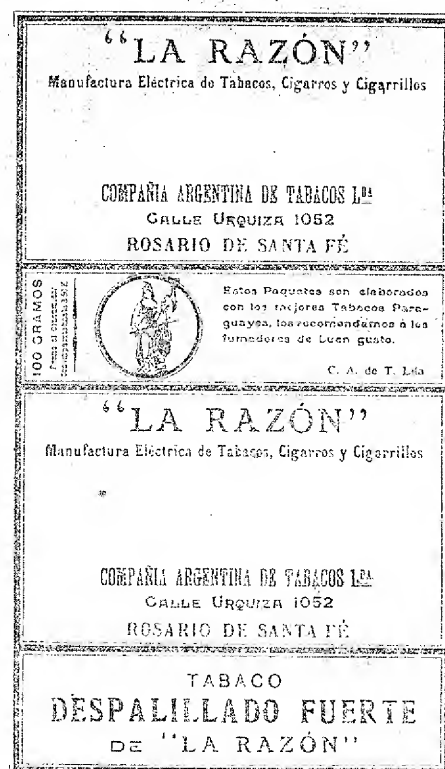 “LA RAZÓN”
Manufactura Eléctrica de Tabacos, Cigarros y Cigarrillos
COMPAÑIA ARGENTINA DE TABACOS Lda
CALLE URQUIZA 1052
ROSARIO DE SANTA FÉ
100 GRAMOS
Estos Paquetes son elaborados
con los mejores Tabacos Para-
guayos, los recomendamos á los
fumadores de buen gusto.
C. A. de T. Lda
“LA RAZÓN”
Manufactura Eléctrica de Tabacos, Cigarros y Cigarrillos
COMPAÑIA ARGENTINA DE TABACOS Lda
CALLE URQUIZA 1052
ROSARIO DE SANTA FÉ
TABACO
DESPALILLADO FUERTE
DE “LA RAZÓN”